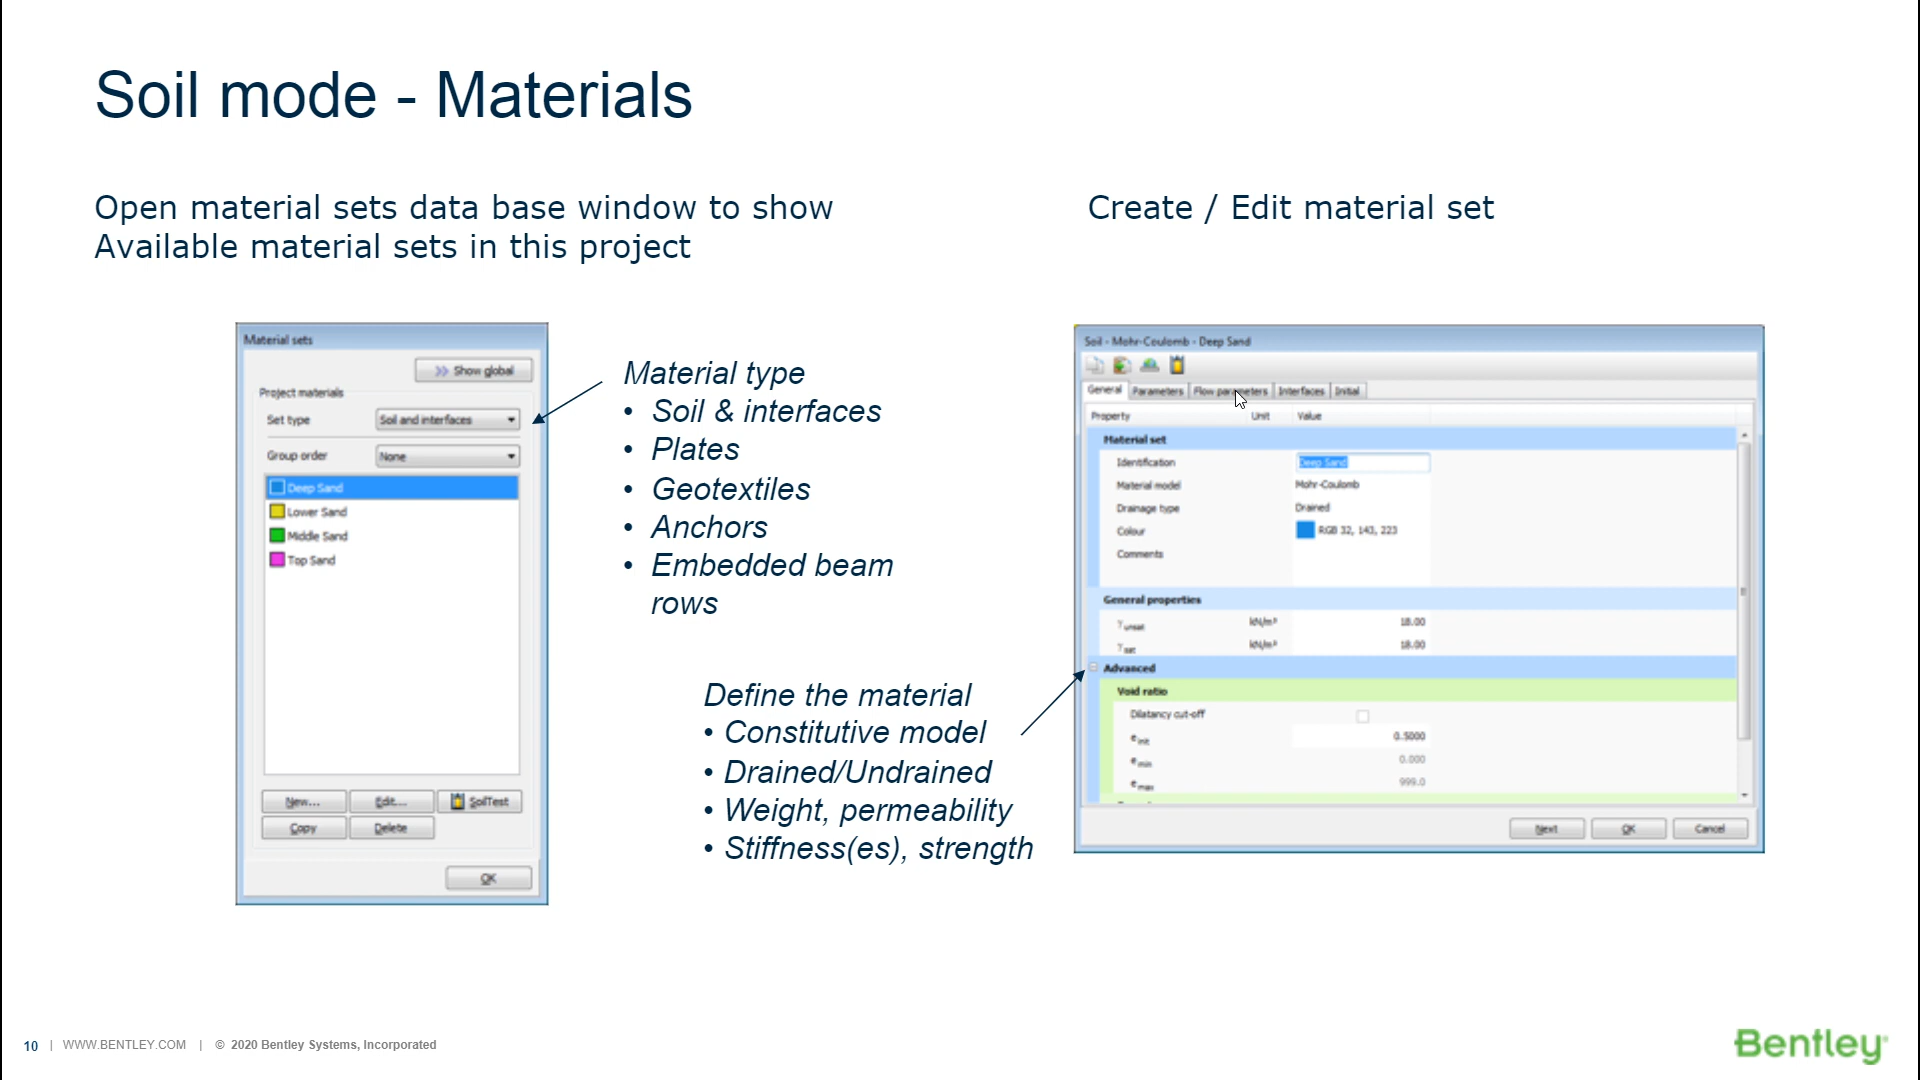 Soil mode - Materials
Open material sets data base window to show
Available material sets in this project
Create / Edit material set
Material sets
Show global
Project materials
Set type
Soil and interfaces
Group order
None
Deep Sand
Lower Sand
Middle Sand
Top Sand
New...
Edit...
SoilTest
Copy
Delete
OK
Material type
• Soil & interfaces
• Plates
• Geotextiles
• Anchors
• Embedded beam
rows
Define the material
• Constitutive model
• Drained/Undrained
• Weight, permeability
• Stiffness(es), strength
Soil - Mohr-Coulomb - Deep Sand
General Parameters Flow parameters Interfaces Initial
Property Unit Value
Material set
Identification Deep Sand
Material model Mohr-Coulomb
Drainage type Drained
Colour RGB 32, 143, 223
Comments
General properties
γ unsat kN/m³ 18.00
γ sat kN/m³ 18.00
Advanced
Void ratio
Dilatancy cut-off
e init 0.5000
e min 0.000
e max 999.0
Next OK Cancel
10 | WWW.BENTLEY.COM | © 2020 Bentley Systems, Incorporated
Bentley